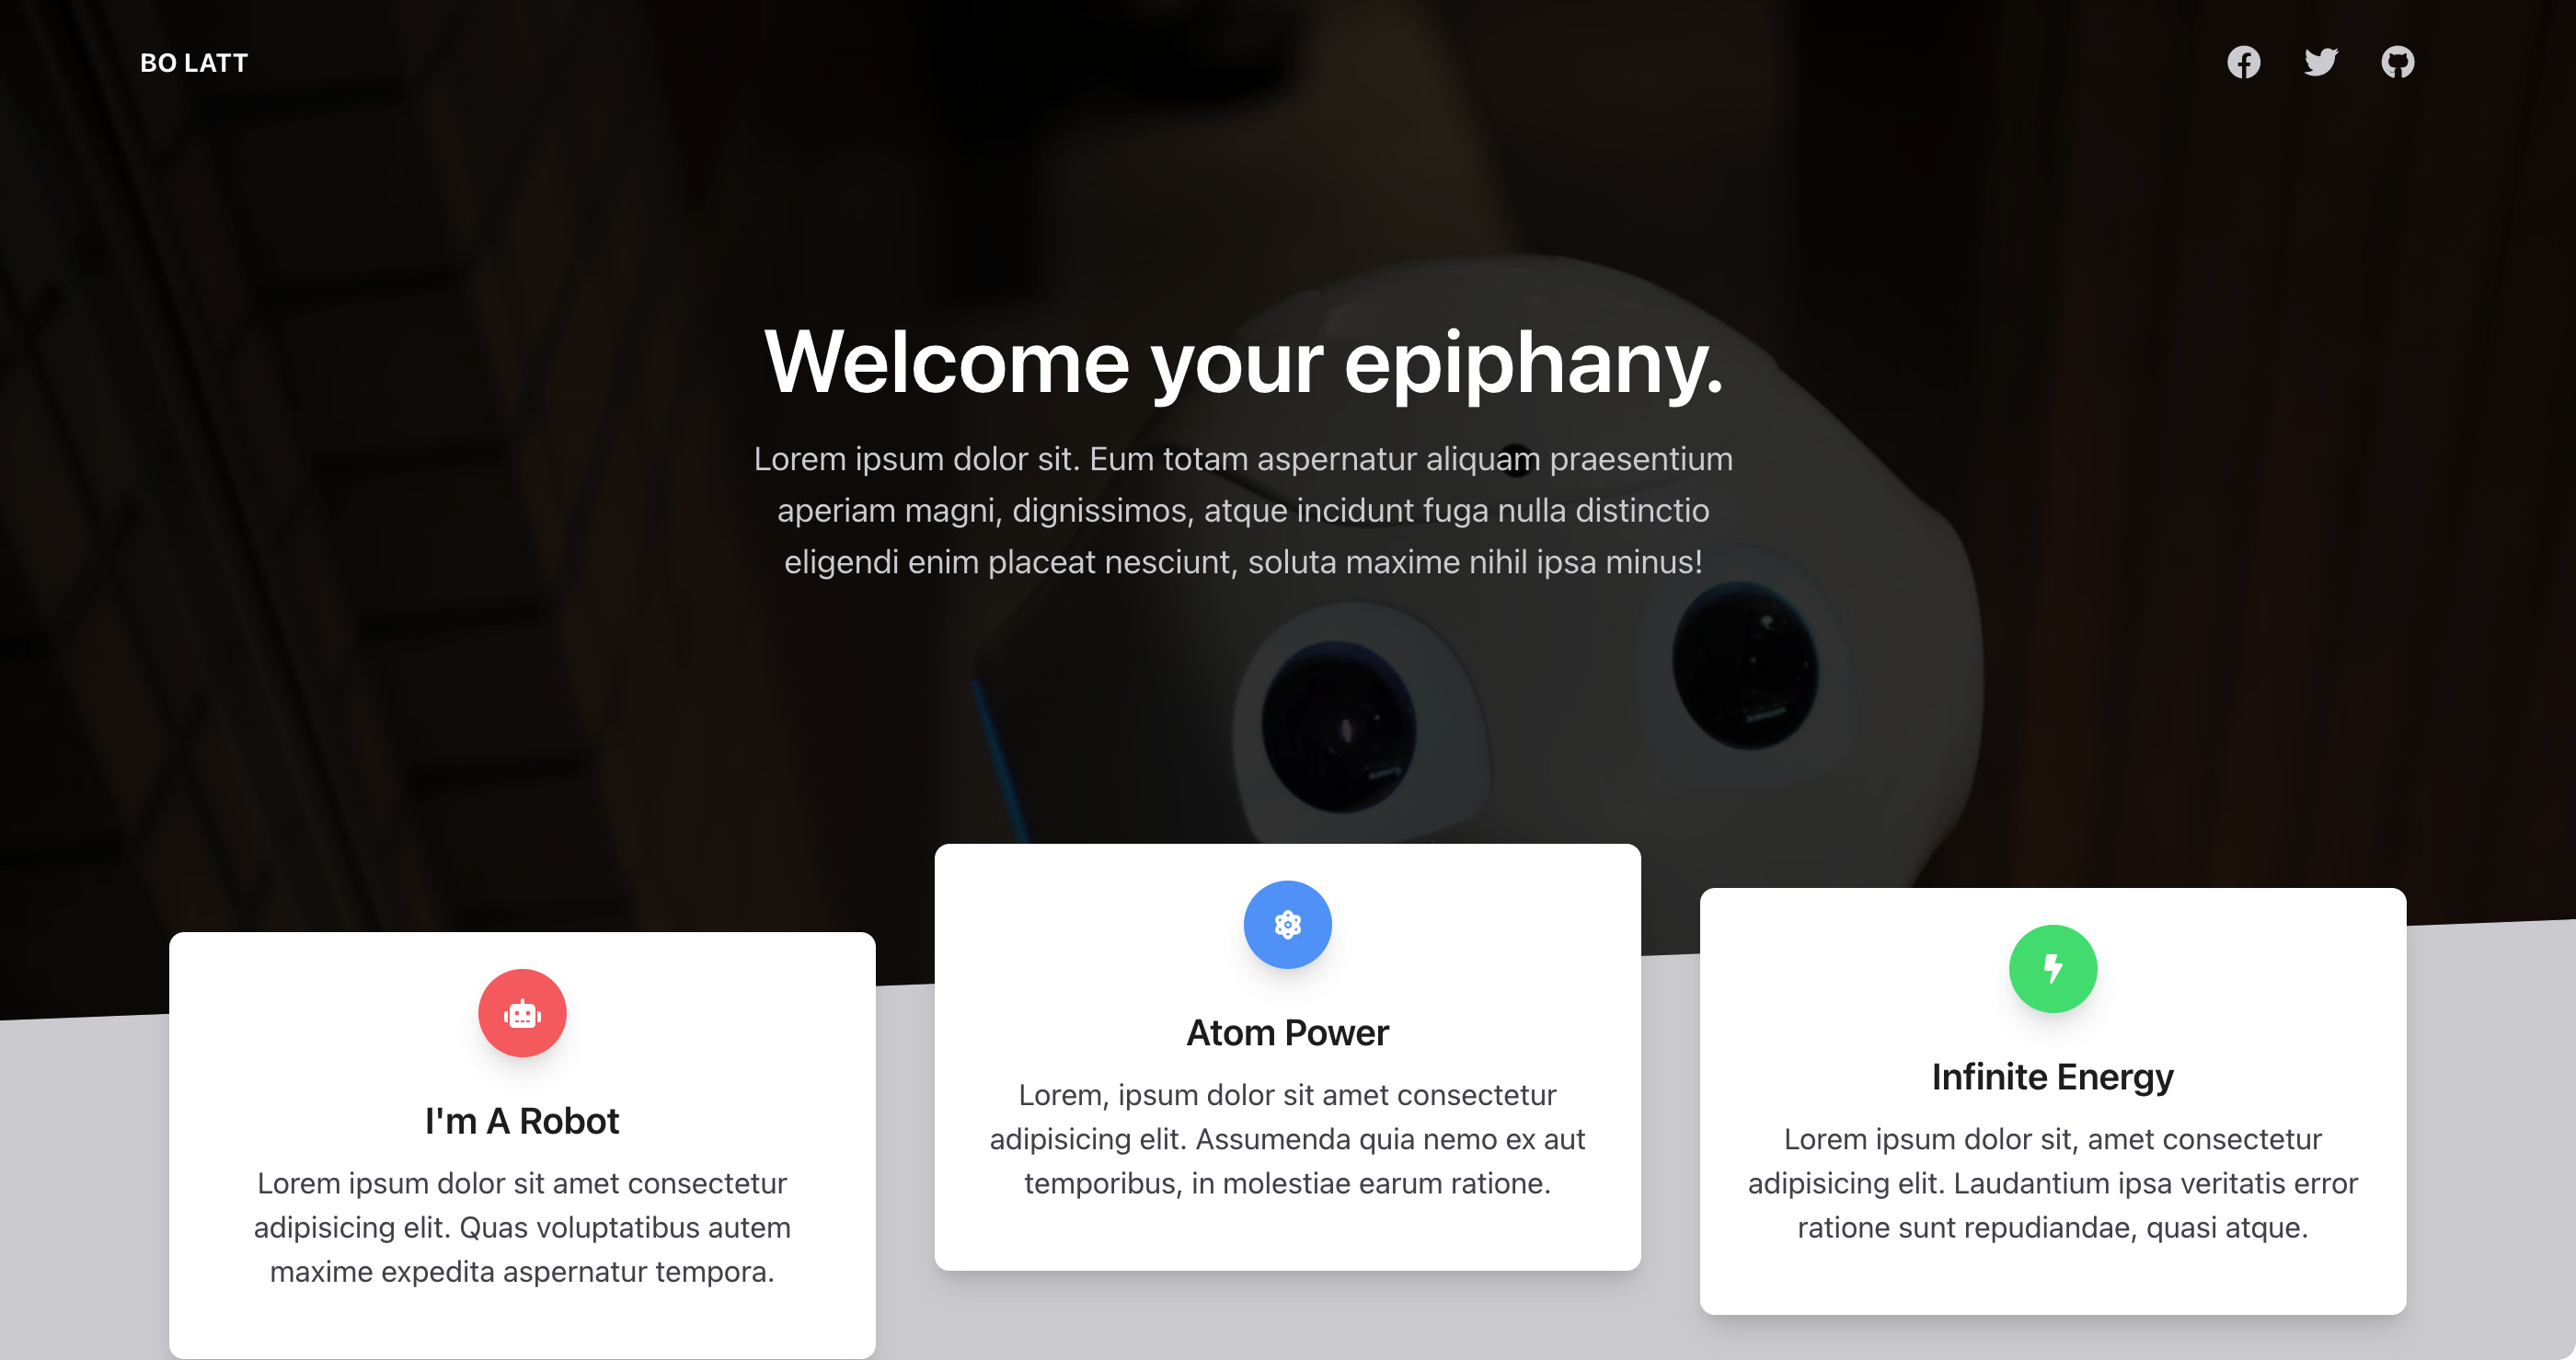 BO LATT
Welcome your epiphany.
Lorem ipsum dolor sit. Eum totam aspernatur aliquam praesentium
aperiam magni, dignissimos, atque incidunt fuga nulla distinctio
eligendi enim placeat nesciunt, soluta maxime nihil ipsa minus!
I'm A Robot
Lorem ipsum dolor sit amet consectetur
adipisicing elit. Quas voluptatibus autem
maxime expedita aspernatur tempora.
Atom Power
Lorem, ipsum dolor sit amet consectetur
adipisicing elit. Assumenda quia nemo ex aut
temporibus, in molestiae earum ratione.
Infinite Energy
Lorem ipsum dolor sit, amet consectetur
adipisicing elit. Laudantium ipsa veritatis error
ratione sunt repudiandae, quasi atque.